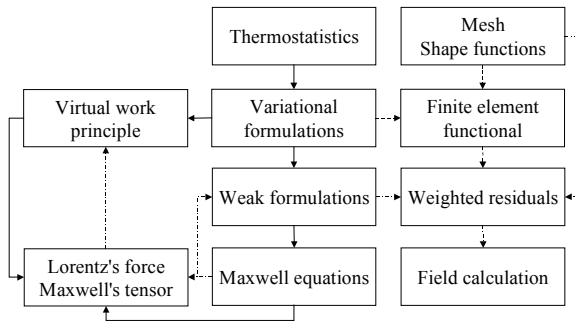 Thermostatistics
Mesh
Shape functions
Virtual work
principle
Variational
formulations
Finite element
functional
Weak formulations
Weighted residuals
Lorentz's force
Maxwell's tensor
Maxwell equations
Field calculation